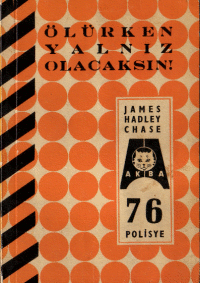 ÖLÜRKEN
YALNIZ
OLACAKSIN!
JAMES
HADLEY
CHASE
AKBA
76
POLİSYE